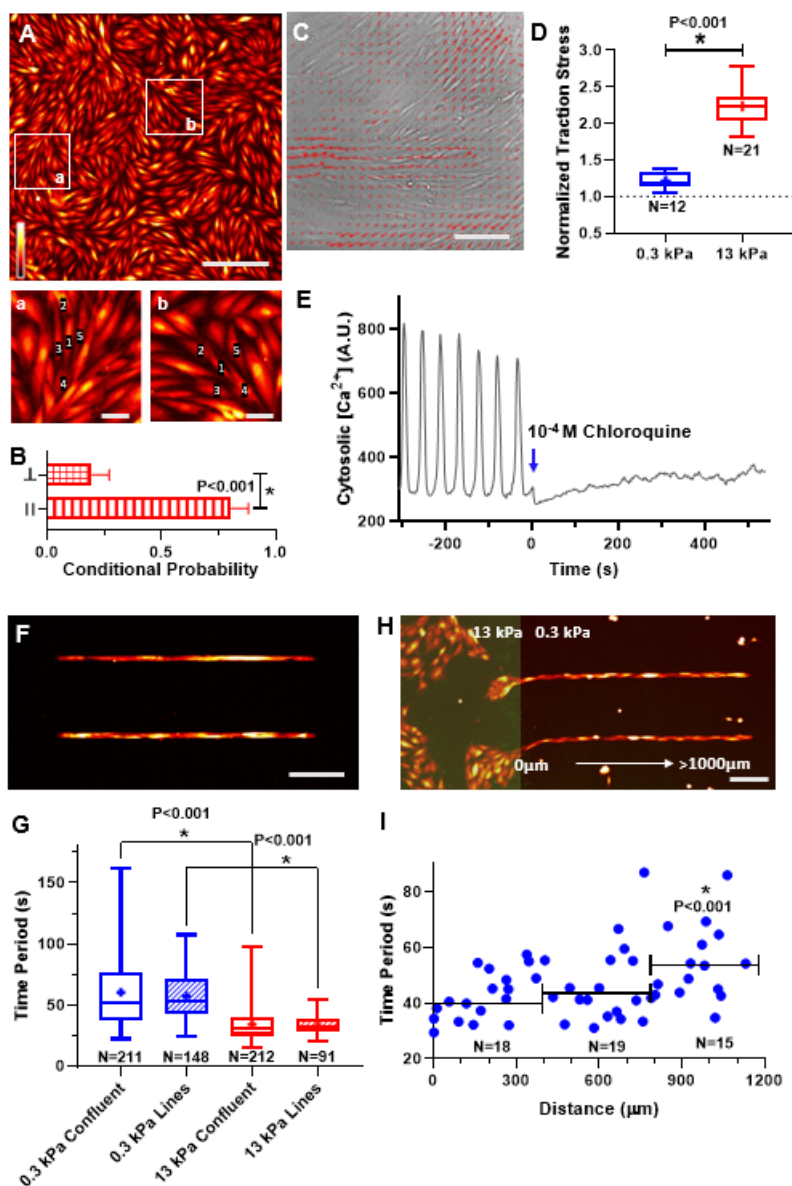 A
a
b
C
D
P<0.001
*
Normalized Traction Stress
3.0
2.5
2.0
1.5
1.0
0.5
N=21
N=12
0.3 kPa
13 kPa
a
2
3
1
5
4
b
2
5
1
3
4
B
⊥
||
P<0.001
*
0.0
0.5
1.0
Conditional Probability
E
Cytosolic [Ca²⁺] (A.U.)
800
600
400
200
10⁻⁴ M Chloroquine
-200
0
200
400
Time (s)
F
H
13 kPa 0.3 kPa
0µm
>1000µm
G
P<0.001
*
P<0.001
*
Time Period (s)
150
100
50
0
N=211
N=148
N=212
N=91
0.3 kPa Confluent
0.3 kPa Lines
13 kPa Confluent
13 kPa Lines
I
Time Period (s)
80
60
40
20
*
P<0.001
N=18
N=19
N=15
0
300
600
900
1200
Distance (µm)